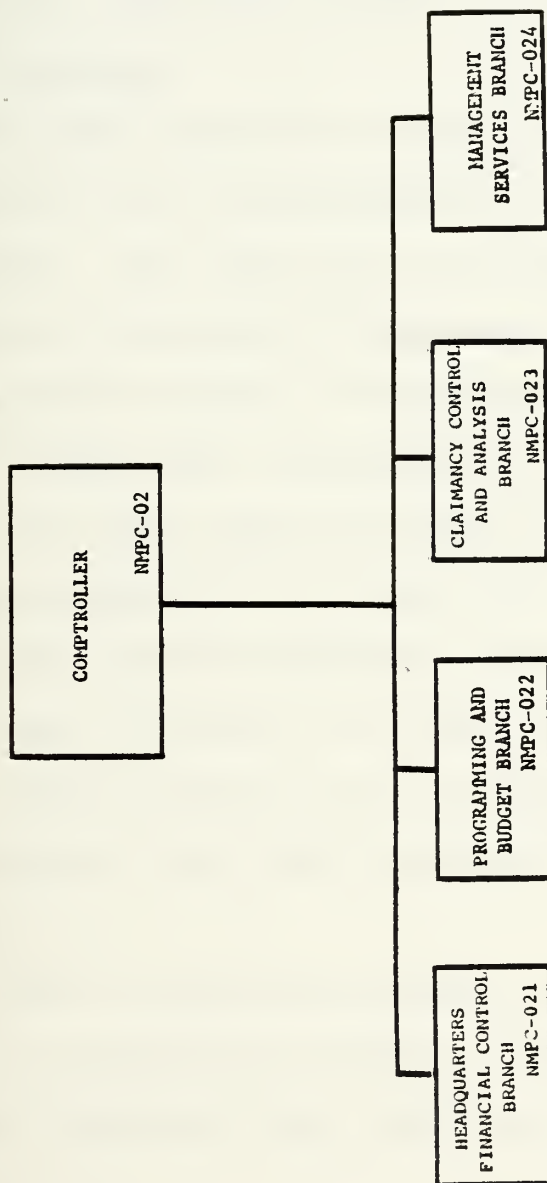 COMPTROLLER
NMPC-02
HEADQUARTERS
FINANCIAL CONTROL
BRANCH
NMPC-021
PROGRAMMING AND
BUDGET BRANCH
NMPC-022
CLAIMANCY CONTROL
AND ANALYSIS
BRANCH
NMPC-023
MANAGEMENT
SERVICES BRANCH
NMPC-024